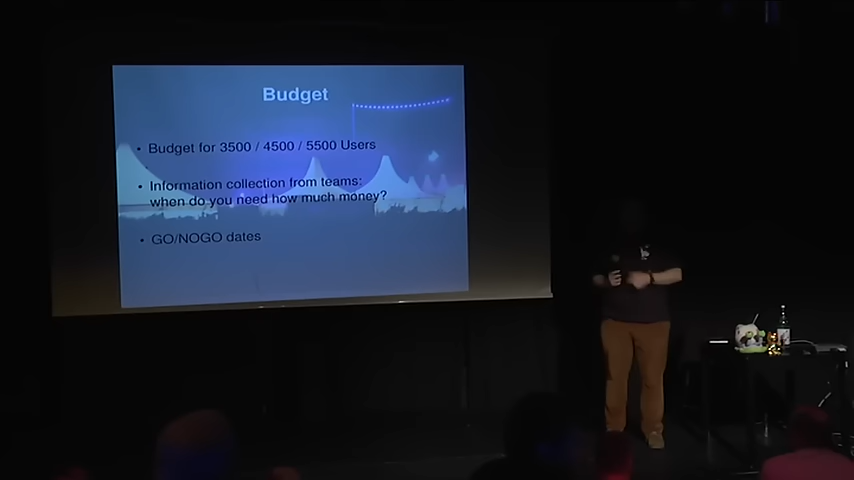 Budget
• Budget for 3500 / 4500 / 5500 Users
• Information collection from teams:
when do you need how much money?
• GO/NOGO dates